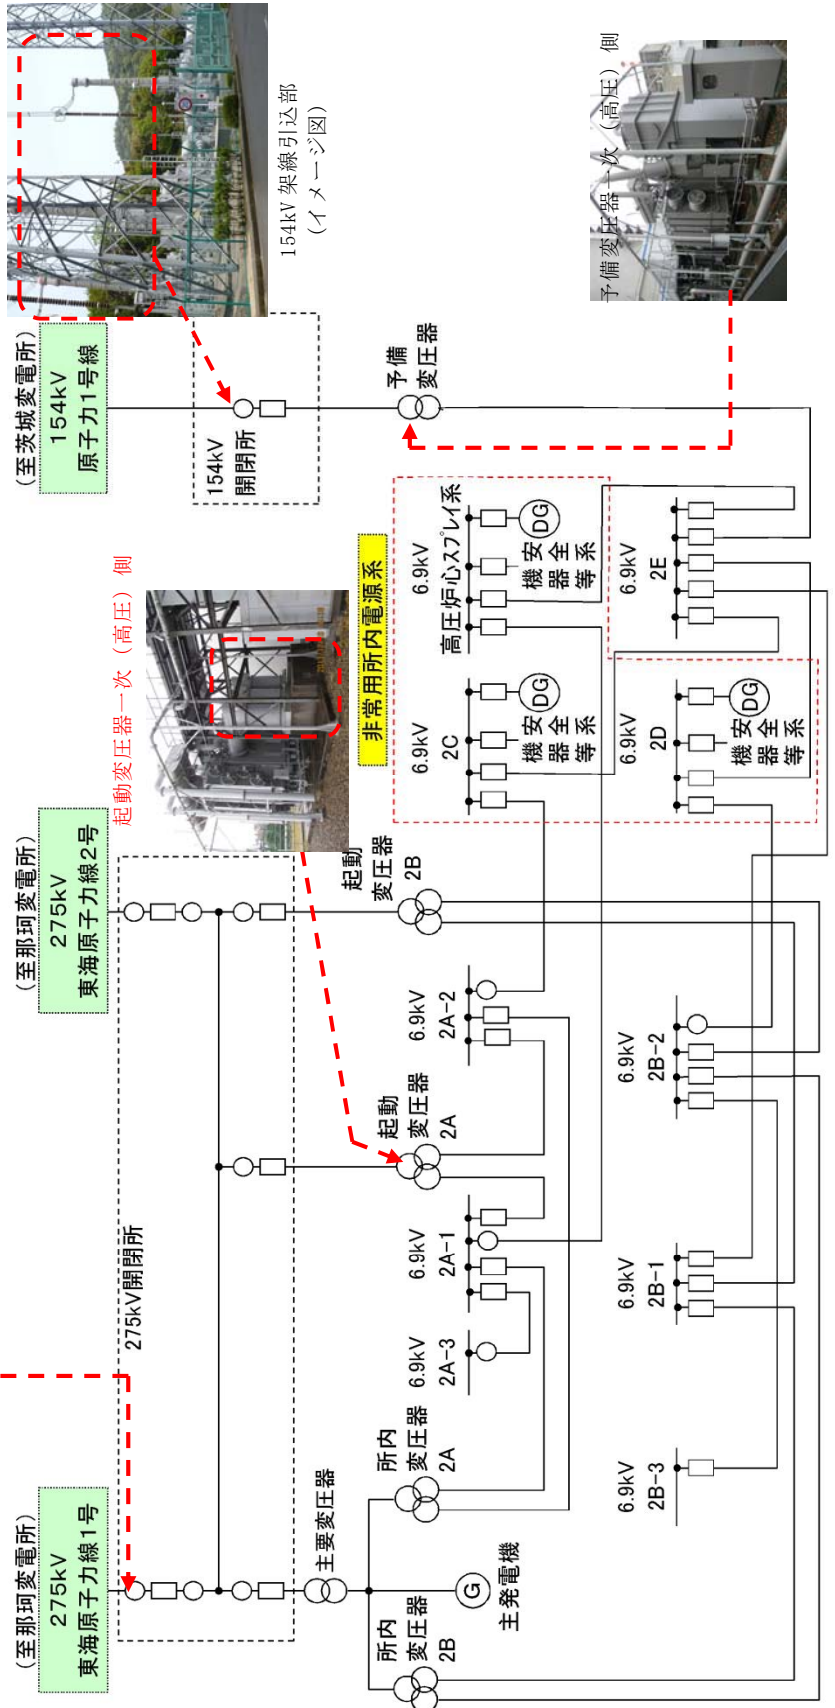 (至那珂変電所)
275kV
東海原子力線1号
(至那珂変電所)
275kV
東海原子力線2号
(至茨城変電所)
154kV
原子力1号線
154kV 架線引込部
(イメージ図)
275kV開閉所
154kV
開閉所
起動変圧器一次（高圧）側
予備変圧器一次（高圧）側
主要変圧器
所内
変圧器
2B
G
主発電機
所内
変圧器
2A
起動
変圧器
2A
起動
変圧器
2B
予備
変圧器
非常用所内電源系
6.9kV
2A-3
6.9kV
2A-1
6.9kV
2A-2
6.9kV
2C
DG
安全系
機器等
6.9kV
高圧炉心スプレイ系
DG
安全系
機器等
6.9kV
2B-3
6.9kV
2B-1
6.9kV
2B-2
6.9kV
2D
DG
安全系
機器等
6.9kV
2E